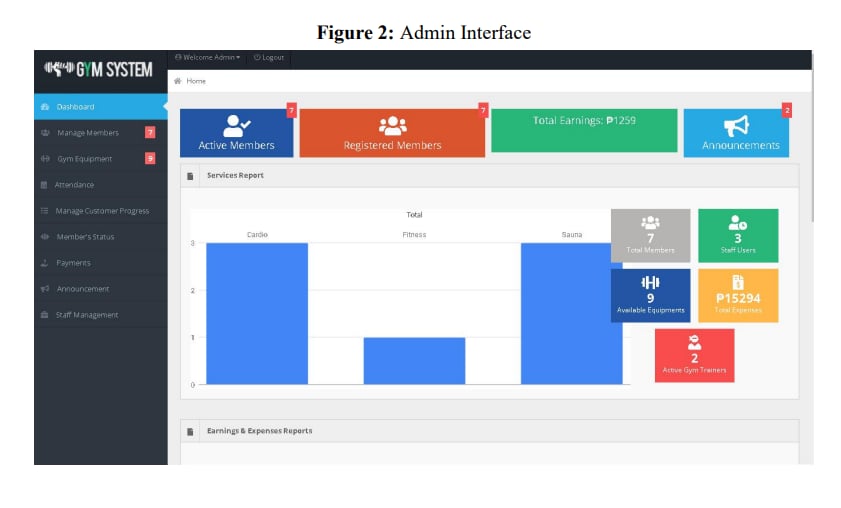 Figure 2: Admin Interface
GYM SYSTEM
Welcome Admin
Logout
Home
Dashboard
Manage Members 7
Gym Equipment 9
Attendance
Manage Customer Progress
Member's Status
Payments
Announcement
Staff Management
7
Active Members
7
Registered Members
Total Earnings: ₱1259
2
Announcements
Services Report
Total
Cardio Fitness Sauna
3
2
1
0
7
Total Members
3
Staff Users
9
Available Equipments
₱15294
Total Expenses
2
Active Gym Trainers
Earnings & Expenses Reports